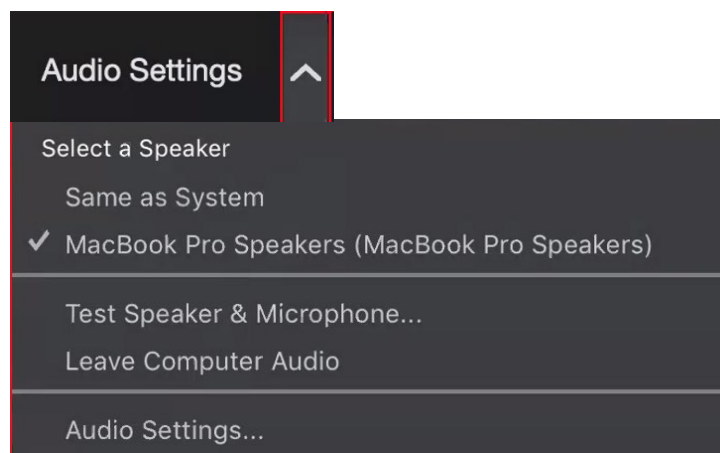 Audio Settings
Select a Speaker
Same as System
MacBook Pro Speakers (MacBook Pro Speakers)
Test Speaker & Microphone...
Leave Computer Audio
Audio Settings...